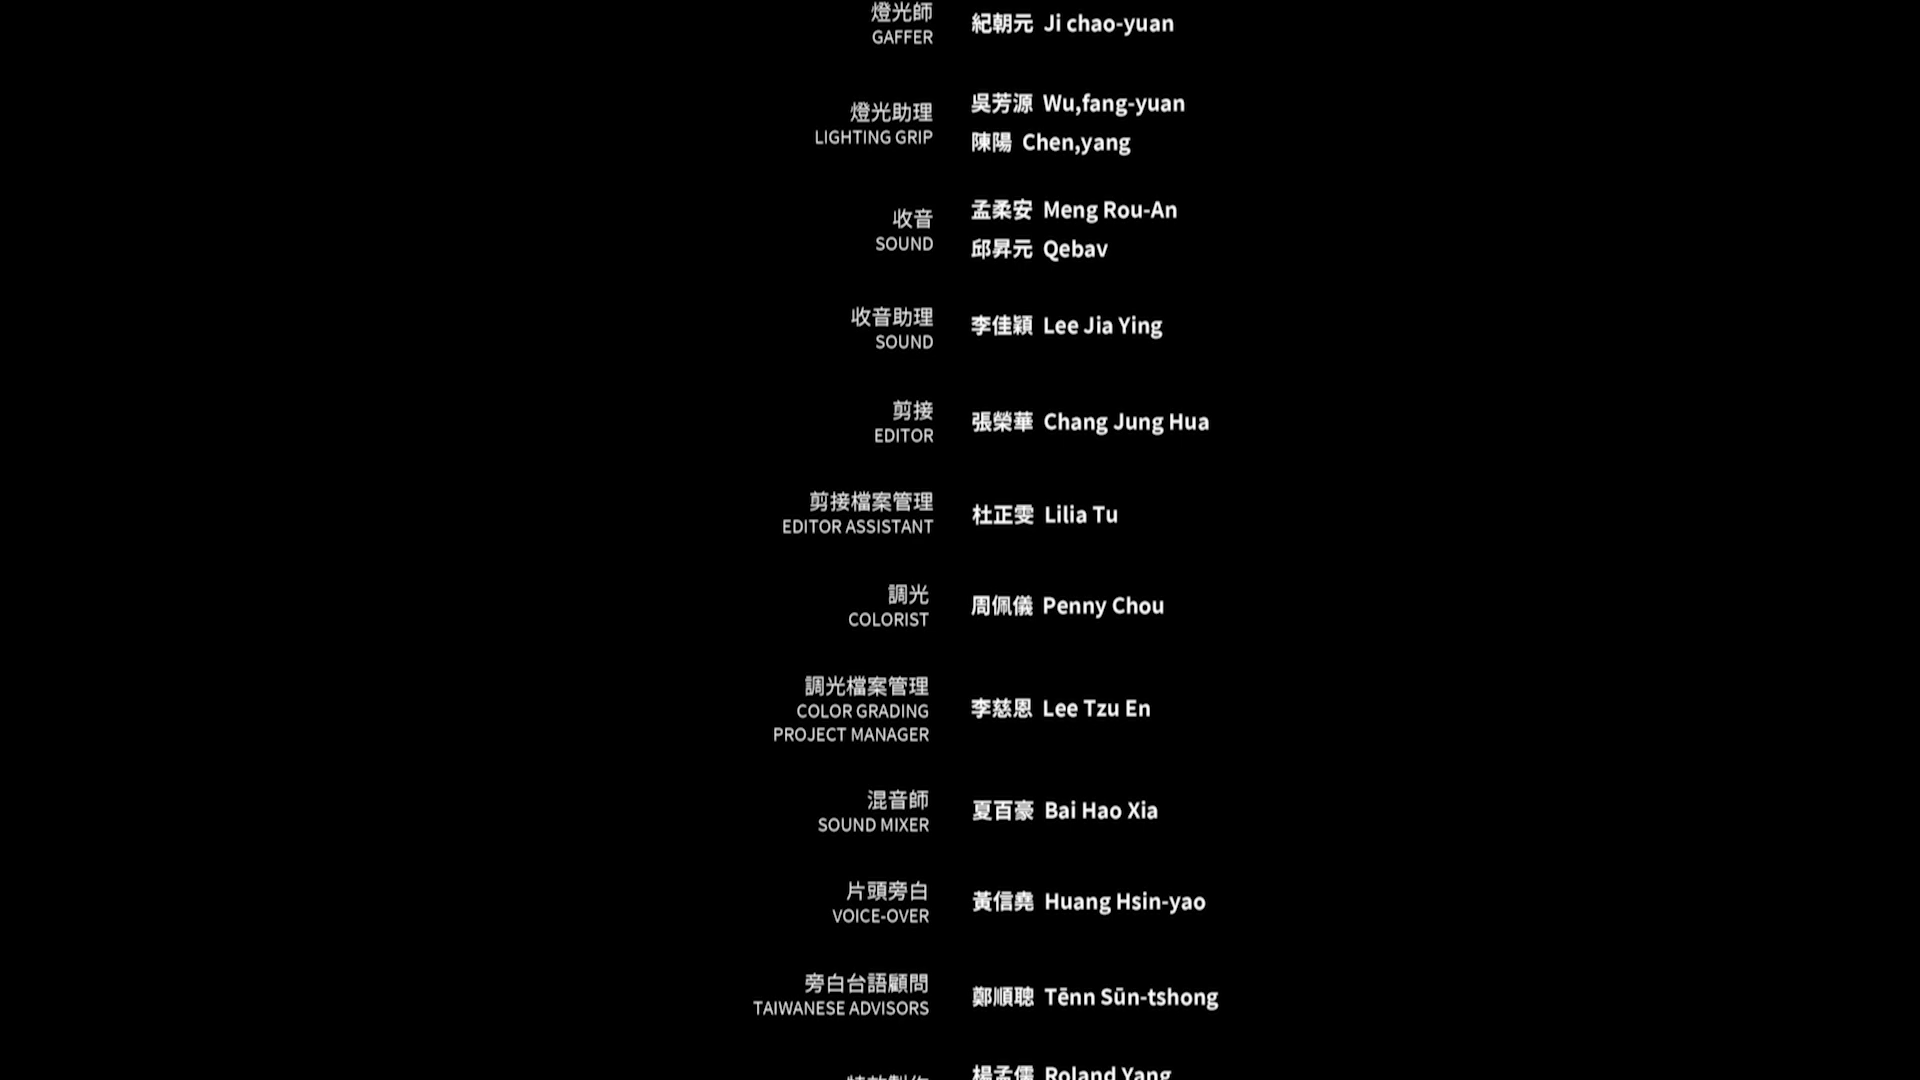 燈光師
GAFFER
紀朝元 Ji chao-yuan
燈光助理
LIGHTING GRIP
吳芳源 Wu,fang-yuan
陳陽 Chen,yang
收音
SOUND
孟柔安 Meng Rou-An
邱昇元 Qebav
收音助理
SOUND
李佳穎 Lee Jia Ying
剪接
EDITOR
張榮華 Chang Jung Hua
剪接檔案管理
EDITOR ASSISTANT
杜正雯 Lilia Tu
調光
COLORIST
周佩儀 Penny Chou
調光檔案管理
COLOR GRADING
PROJECT MANAGER
李慈恩 Lee Tzu En
混音師
SOUND MIXER
夏百豪 Bai Hao Xia
片頭旁白
VOICE-OVER
黃信堯 Huang Hsin-yao
旁白台語顧問
TAIWANESE ADVISORS
鄭順聰 Tēnn Sūn-tshong
楊孟儒 Roland Yang